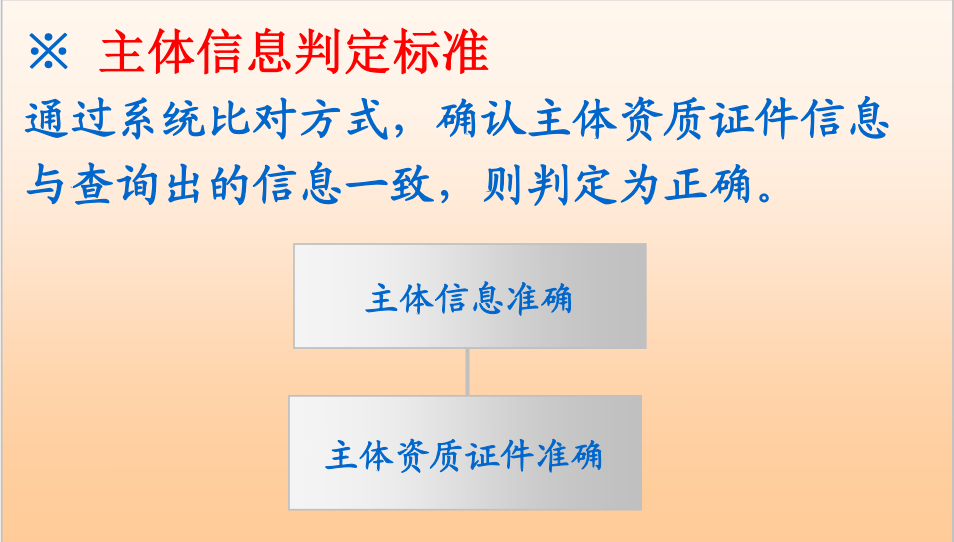 ※ 主体信息判定标准
通过系统比对方式，确认主体资质证件信息
与查询出的信息一致，则判定为正确。
主体信息准确
主体资质证件准确